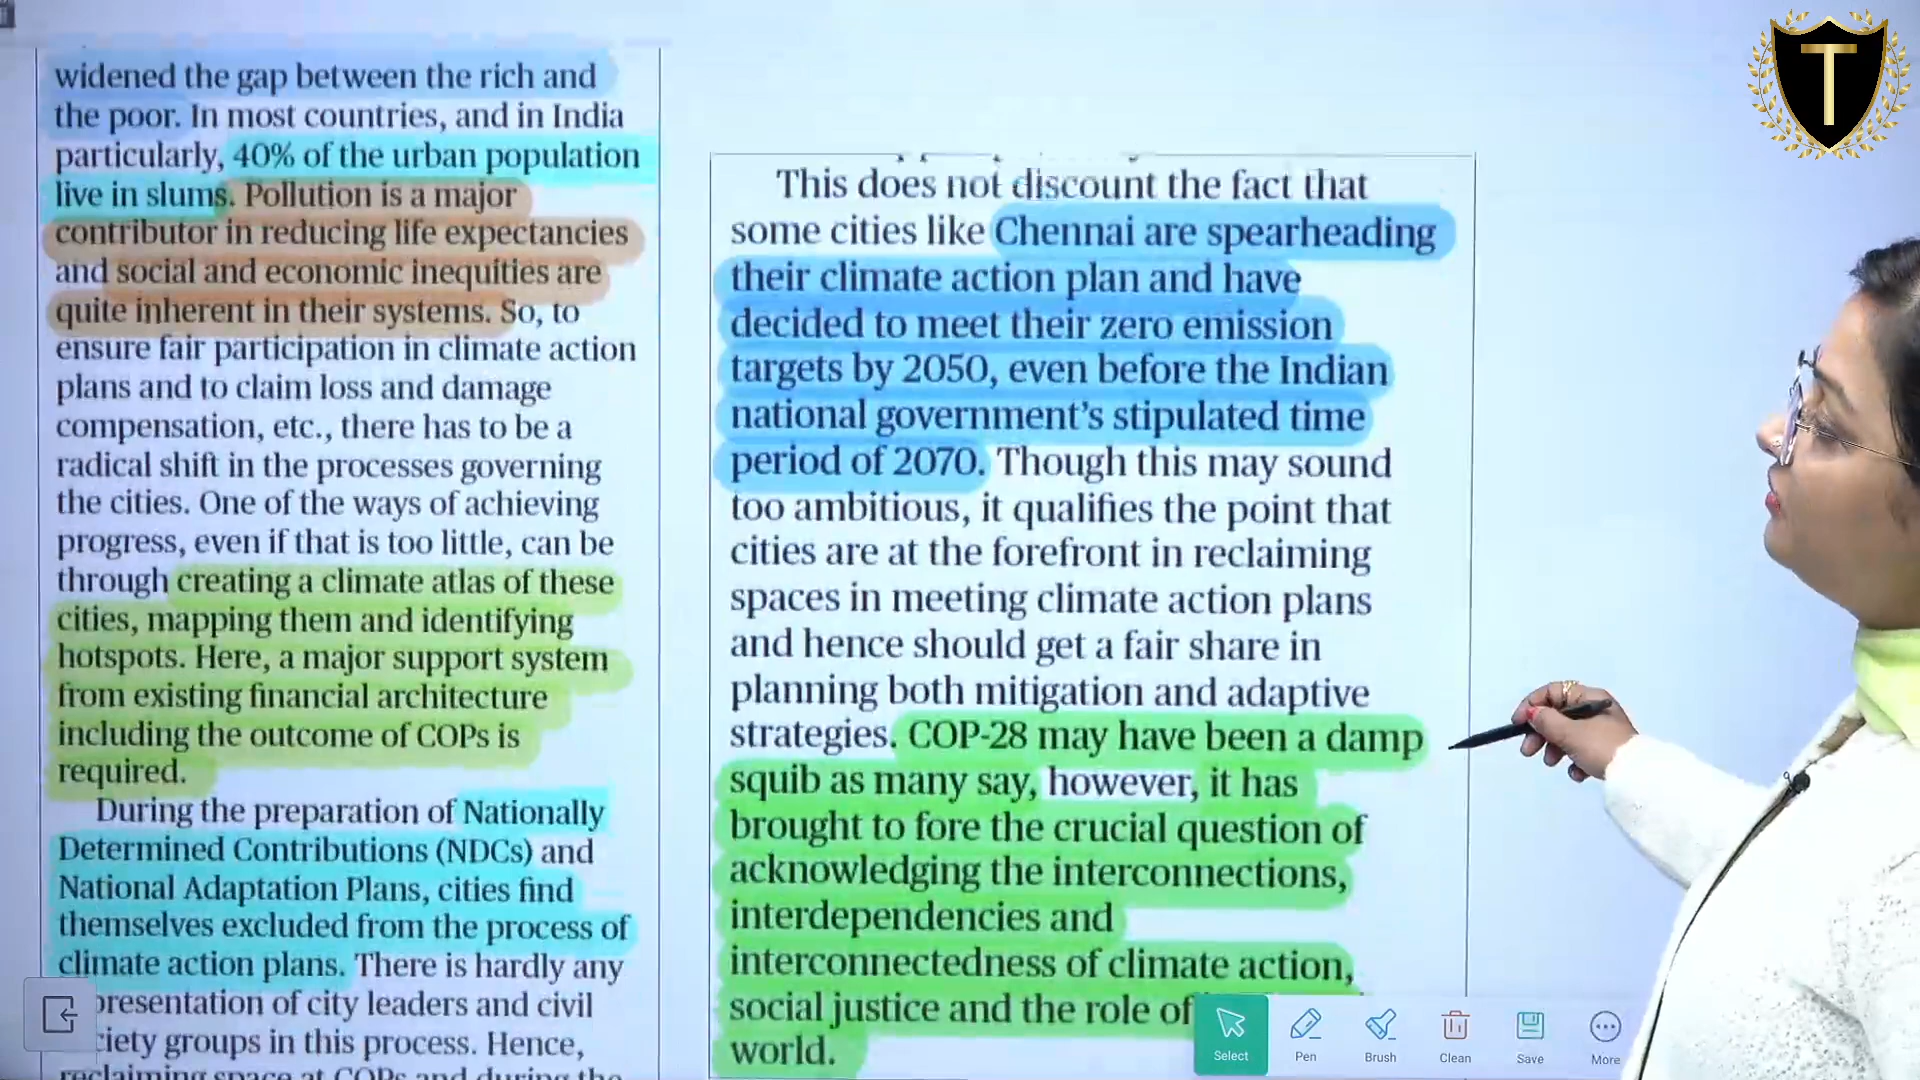 widened the gap between the rich and
the poor. In most countries, and in India
particularly, 40% of the urban population
live in slums. Pollution is a major
contributor in reducing life expectancies
and social and economic inequities are
quite inherent in their systems. So, to
ensure fair participation in climate action
plans and to claim loss and damage
compensation, etc., there has to be a
radical shift in the processes governing
the cities. One of the ways of achieving
progress, even if that is too little, can be
through creating a climate atlas of these
cities, mapping them and identifying
hotspots. Here, a major support system
from existing financial architecture
including the outcome of COPs is
required.
During the preparation of Nationally
Determined Contributions (NDCs) and
National Adaptation Plans, cities find
themselves excluded from the process of
climate action plans. There is hardly any
presentation of city leaders and civil
ciety groups in this process. Hence,
reclaiming space at COPs and during the
This does not discount the fact that
some cities like Chennai are spearheading
their climate action plan and have
decided to meet their zero emission
targets by 2050, even before the Indian
national government's stipulated time
period of 2070. Though this may sound
too ambitious, it qualifies the point that
cities are at the forefront in reclaiming
spaces in meeting climate action plans
and hence should get a fair share in
planning both mitigation and adaptive
strategies. COP-28 may have been a damp
squib as many say, however, it has
brought to fore the crucial question of
acknowledging the interconnections,
interdependencies and
interconnectedness of climate action,
social justice and the role of
world.
T
Select
Pen
Brush
Clean
Save
More